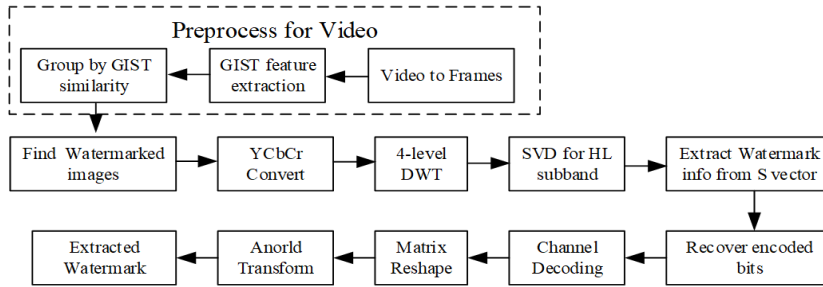 Preprocess for Video
Group by GIST
similarity
GIST feature
extraction
Video to Frames
Find Watermarked
images
YCbCr
Convert
4-level
DWT
SVD for HL
subband
Extract Watermark
info from S vector
Extracted
Watermark
Anorld
Transform
Matrix
Reshape
Channel
Decoding
Recover encoded
bits